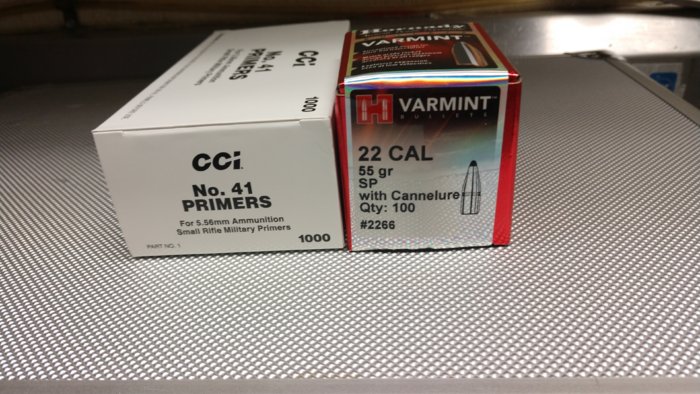 CCI
No. 41
PRIMERS
1000
CCI
No. 41
PRIMERS
For 5.56mm Ammunition
Small Rifle Military Primers
PART NO. 1
1000
Hornady
VARMINT
H VARMINT
BULLETS
22 CAL
55 gr
SP
with Cannelure
Qty: 100
#2266